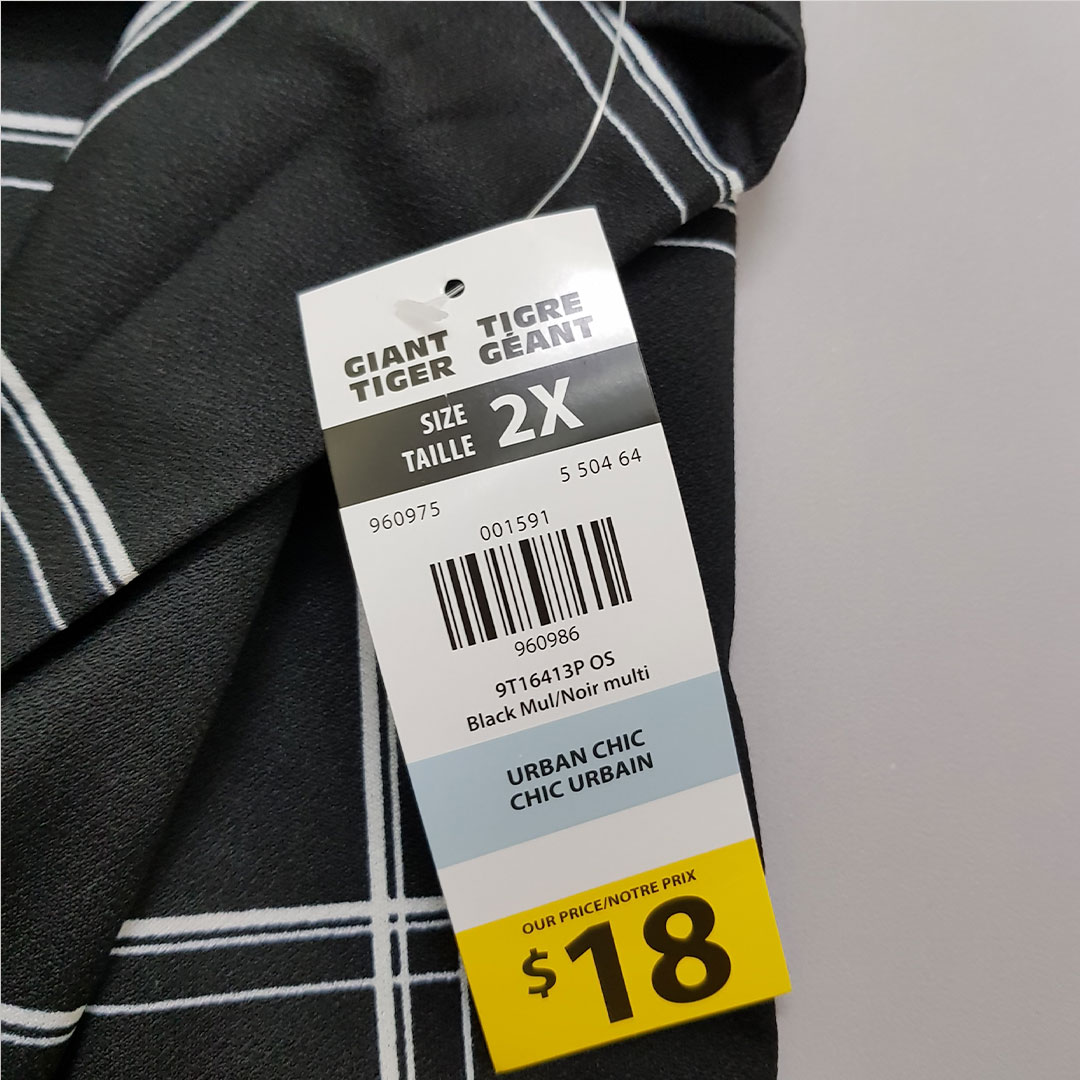 GIANT
TIGER
TIGRE
GÉANT
SIZE
TAILLE
2X
960975
5 504 64
001591
960986
9T16413P OS
Black Mul/Noir multi
URBAN CHIC
CHIC URBAIN
OUR PRICE/NOTRE PRIX
$18